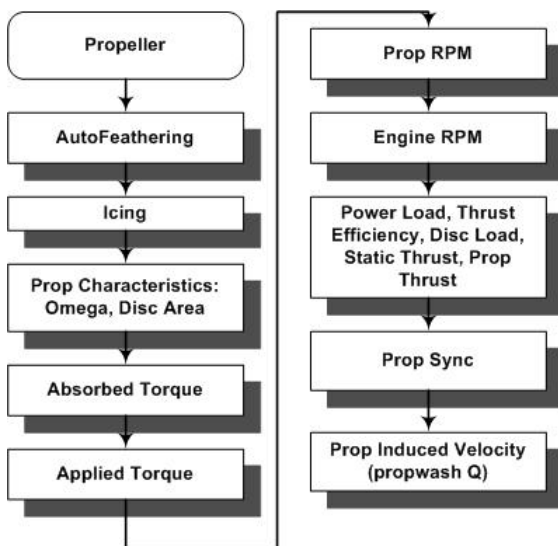 Propeller
AutoFeathering
Icing
Prop Characteristics:
Omega, Disc Area
Absorbed Torque
Applied Torque
Prop RPM
Engine RPM
Power Load, Thrust
Efficiency, Disc Load,
Static Thrust, Prop
Thrust
Prop Sync
Prop Induced Velocity
(propwash Q)